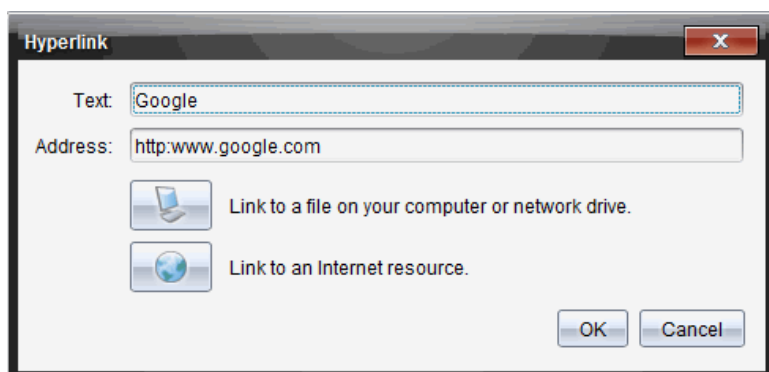 Hyperlink
Text: Google
Address: http:www.google.com
Link to a file on your computer or network drive.
Link to an Internet resource.
OK Cancel